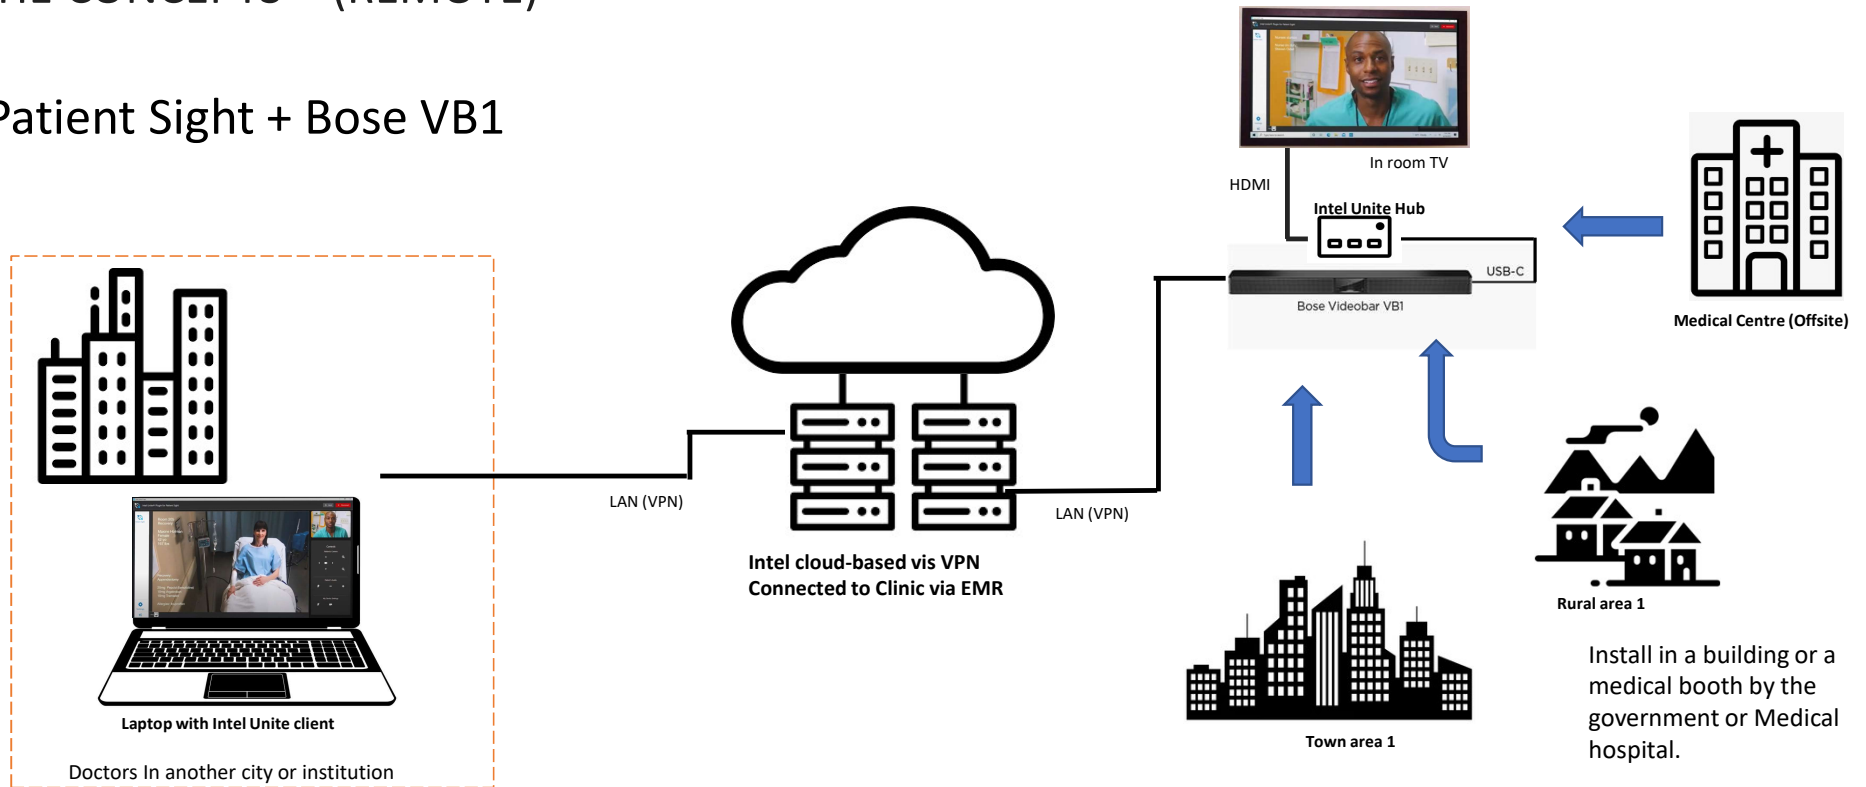 THE CONCEPTS – (REMOTE)
Patient Sight + Bose VB1
In room TV
HDMI
Intel Unite Hub
USB-C
Bose Videobar VB1
Medical Centre (Offsite)
LAN (VPN)
LAN (VPN)
Intel cloud-based vis VPN
Connected to Clinic via EMR
Rural area 1
Install in a building or a
medical booth by the
government or Medical
hospital.
Town area 1
Laptop with Intel Unite client
Doctors In another city or institution